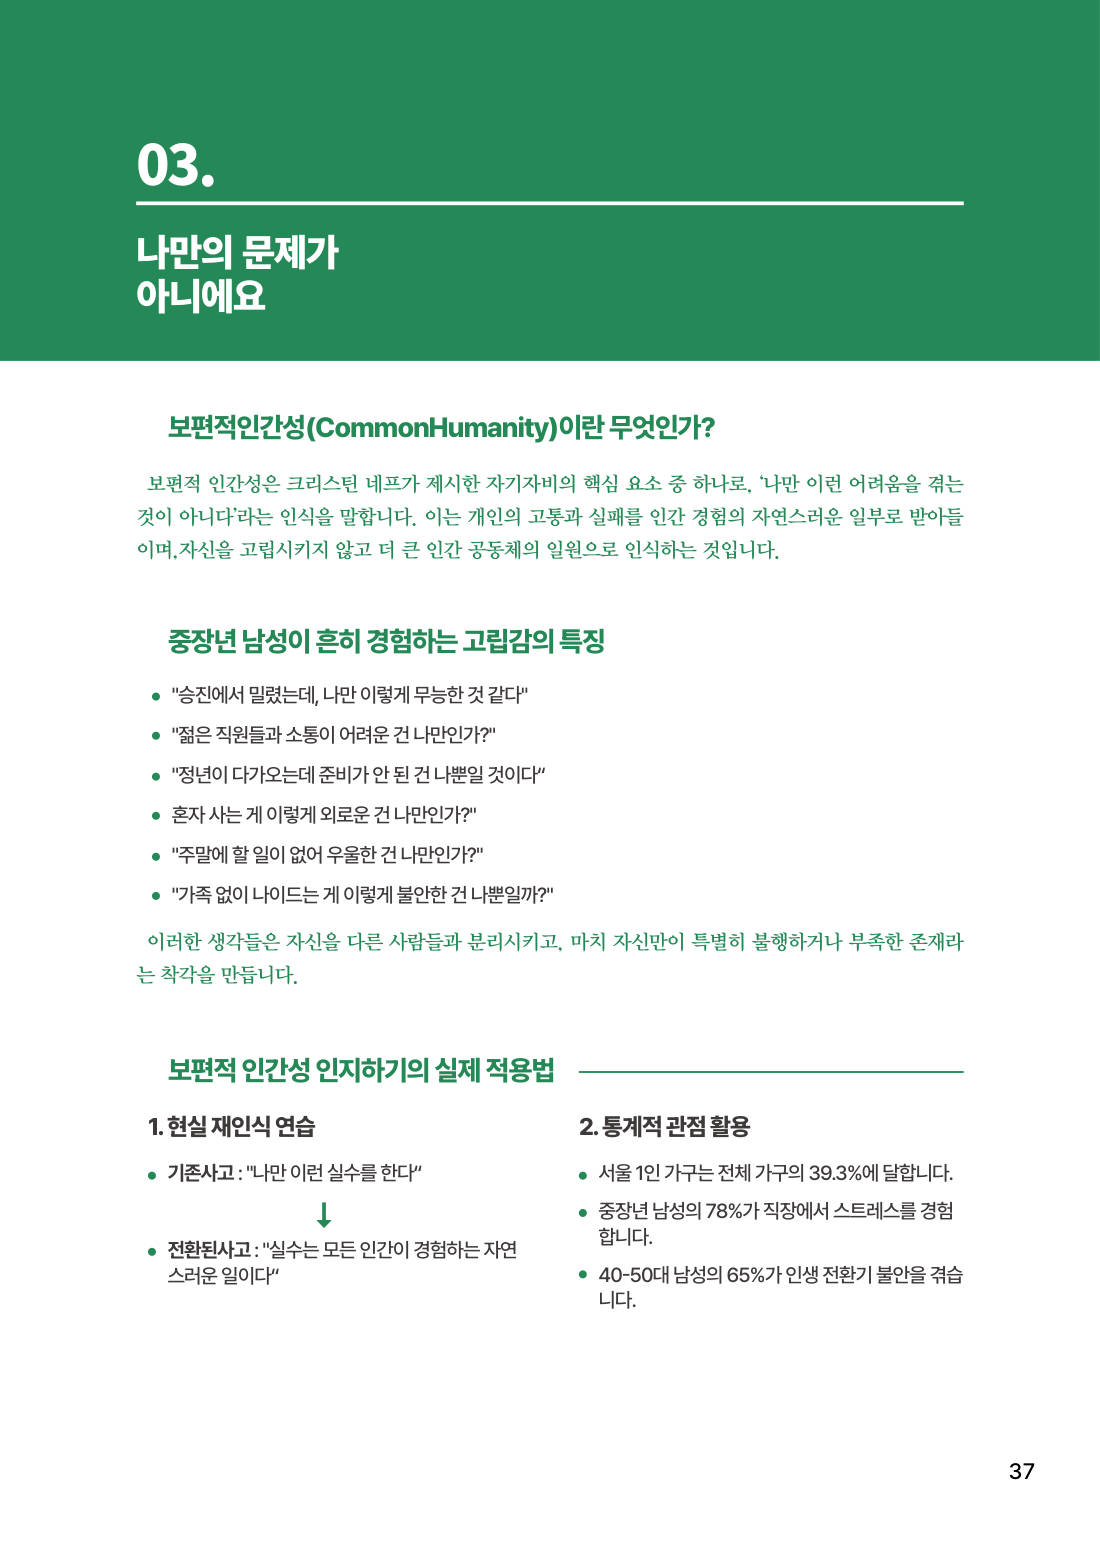 03.
나만의 문제가
아니에요
보편적인간성(CommonHumanity)이란 무엇인가?
보편적 인간성은 크리스틴 네프가 제시한 자기자비의 핵심 요소 중 하나로, ‘나만 이런 어려움을 겪는
것이 아니다’라는 인식을 말합니다. 이는 개인의 고통과 실패를 인간 경험의 자연스러운 일부로 받아들
이며,자신을 고립시키지 않고 더 큰 인간 공동체의 일원으로 인식하는 것입니다.
중장년 남성이 흔히 경험하는 고립감의 특징
• "승진에서 밀렸는데, 나만 이렇게 무능한 것 같다"
• "젊은 직원들과 소통이 어려운 건 나만인가?"
• "정년이 다가오는데 준비가 안 된 건 나뿐일 것이다“
• 혼자 사는 게 이렇게 외로운 건 나만인가?"
• "주말에 할 일이 없어 우울한 건 나만인가?"
• "가족 없이 나이드는 게 이렇게 불안한 건 나뿐일까?"
이러한 생각들은 자신을 다른 사람들과 분리시키고, 마치 자신만이 특별히 불행하거나 부족한 존재라
는 착각을 만듭니다.
보편적 인간성 인지하기의 실제 적용법
1. 현실 재인식 연습
• 기존사고 : "나만 이런 실수를 한다“
↓
• 전환된사고 : "실수는 모든 인간이 경험하는 자연
스러운 일이다“
2. 통계적 관점 활용
• 서울 1인 가구는 전체 가구의 39.3%에 달합니다.
• 중장년 남성의 78%가 직장에서 스트레스를 경험
합니다.
• 40-50대 남성의 65%가 인생 전환기 불안을 겪습
니다.
37